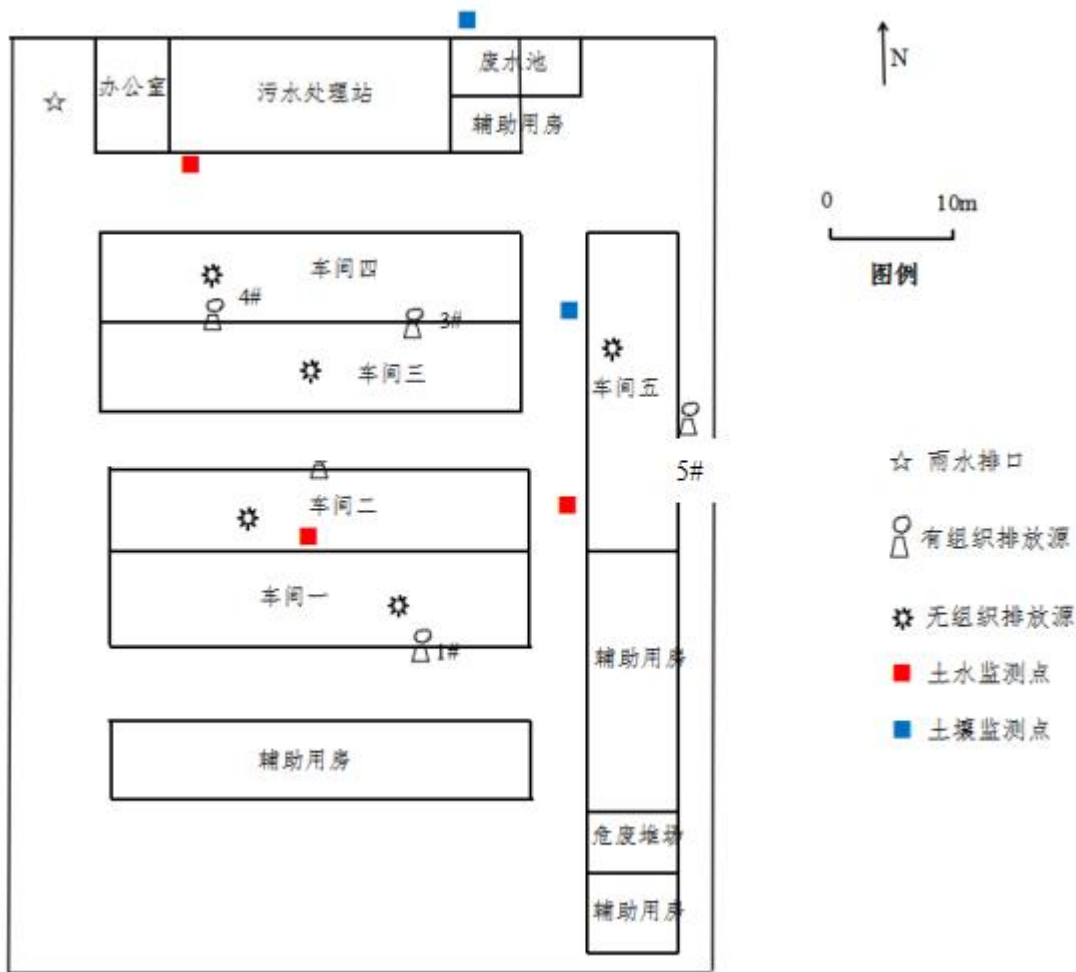 N
办公室
污水处理站
废水池
辅助用房
0 10m
图例
车间四
4#
3#
车间三
车间五
5#
车间二
车间一
1#
辅助用房
辅助用房
危废堆场
辅助用房
雨水排口
有组织排放源
无组织排放源
土水监测点
土壤监测点